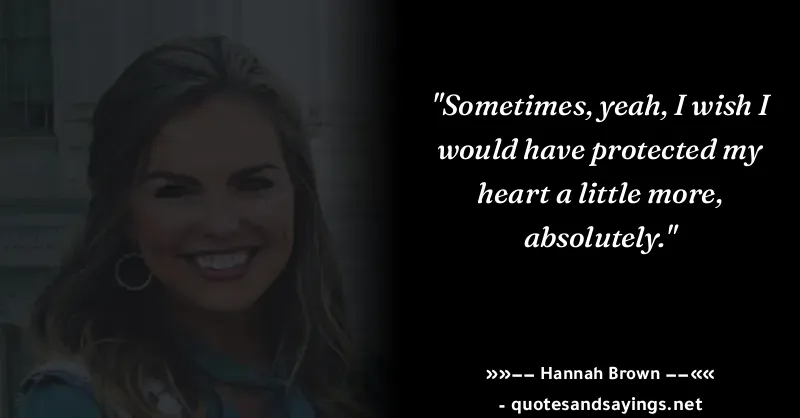 "Sometimes, yeah, I wish I
would have protected my
heart a little more,
absolutely."
»»−− Hannah Brown −−««
- quotesandsayings.net